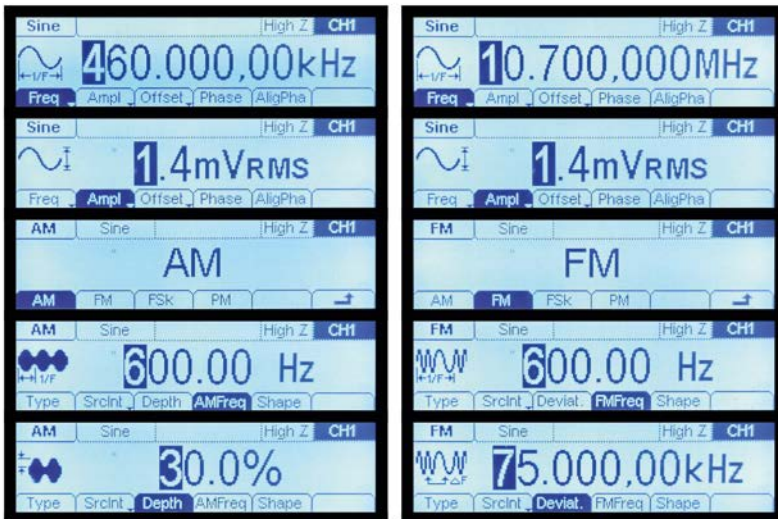 Sine High Z CH1
460.000,00kHz
←1/F→
Freq Ampl Offset Phase AligPha
Sine High Z CH1
1.4mVRMS
Freq Ampl Offset Phase AligPha
AM Sine High Z CH1
AM
AM FM FSk PM
AM Sine High Z CH1
600.00 Hz
1/F
Type SrcInt Depth AMFreq Shape
AM Sine High Z CH1
30.0%
Type SrcInt Depth AMFreq Shape
Sine High Z CH1
10.700,000MHz
←1/F→
Freq Ampl Offset Phase AligPha
Sine High Z CH1
1.4mVRMS
Freq Ampl Offset Phase AligPha
FM Sine High Z CH1
FM
AM FM FSk PM
FM Sine High Z CH1
600.00 Hz
←1/F→
Type SrcInt Deviat. FMFreq Shape
FM Sine High Z CH1
75.000,00kHz
△F
Type SrcInt Deviat. FMFreq Shape